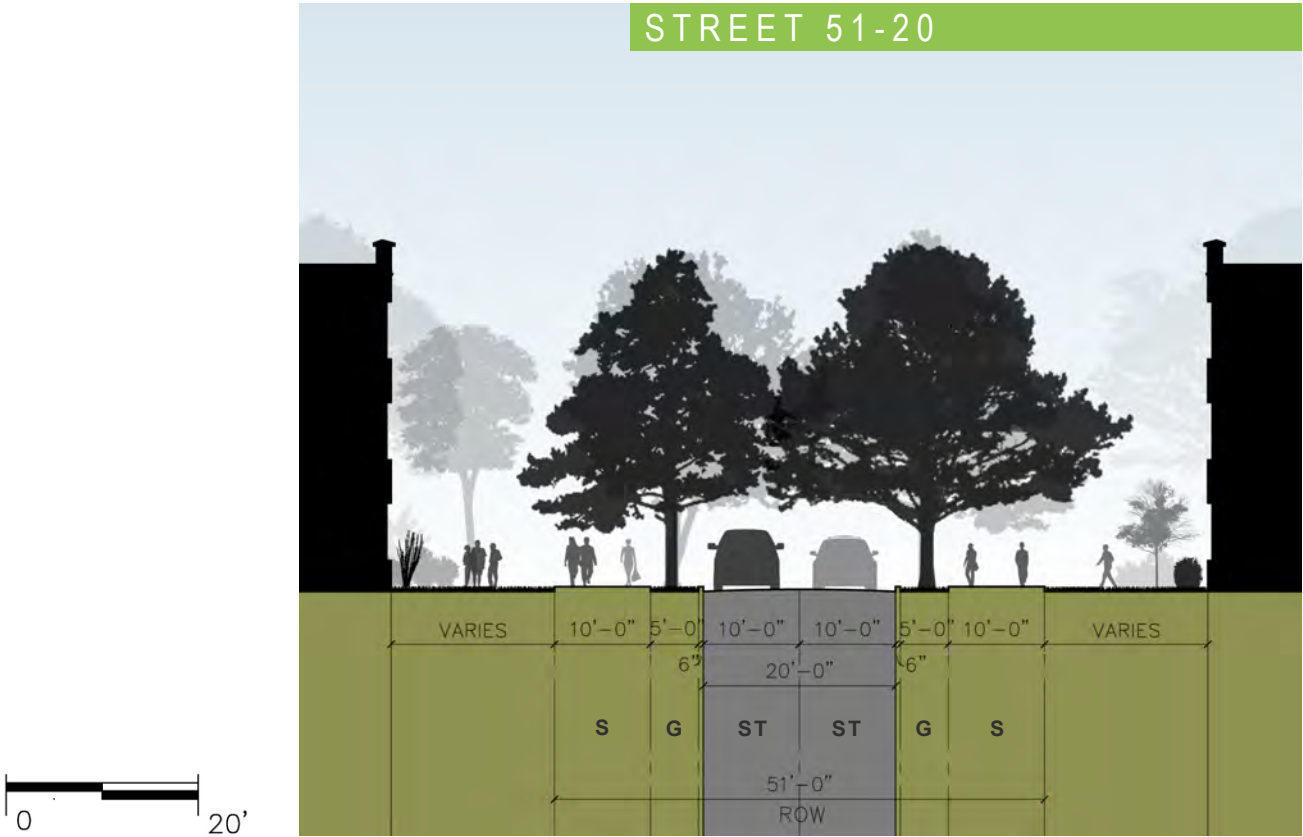 STREET 51-20
VARIES 10'-0" 5'-0" 10'-0" 10'-0" 5'-0" 10'-0" VARIES
6" 20'-0" 6"
S G ST ST G S
51'-0"
ROW
0 20'